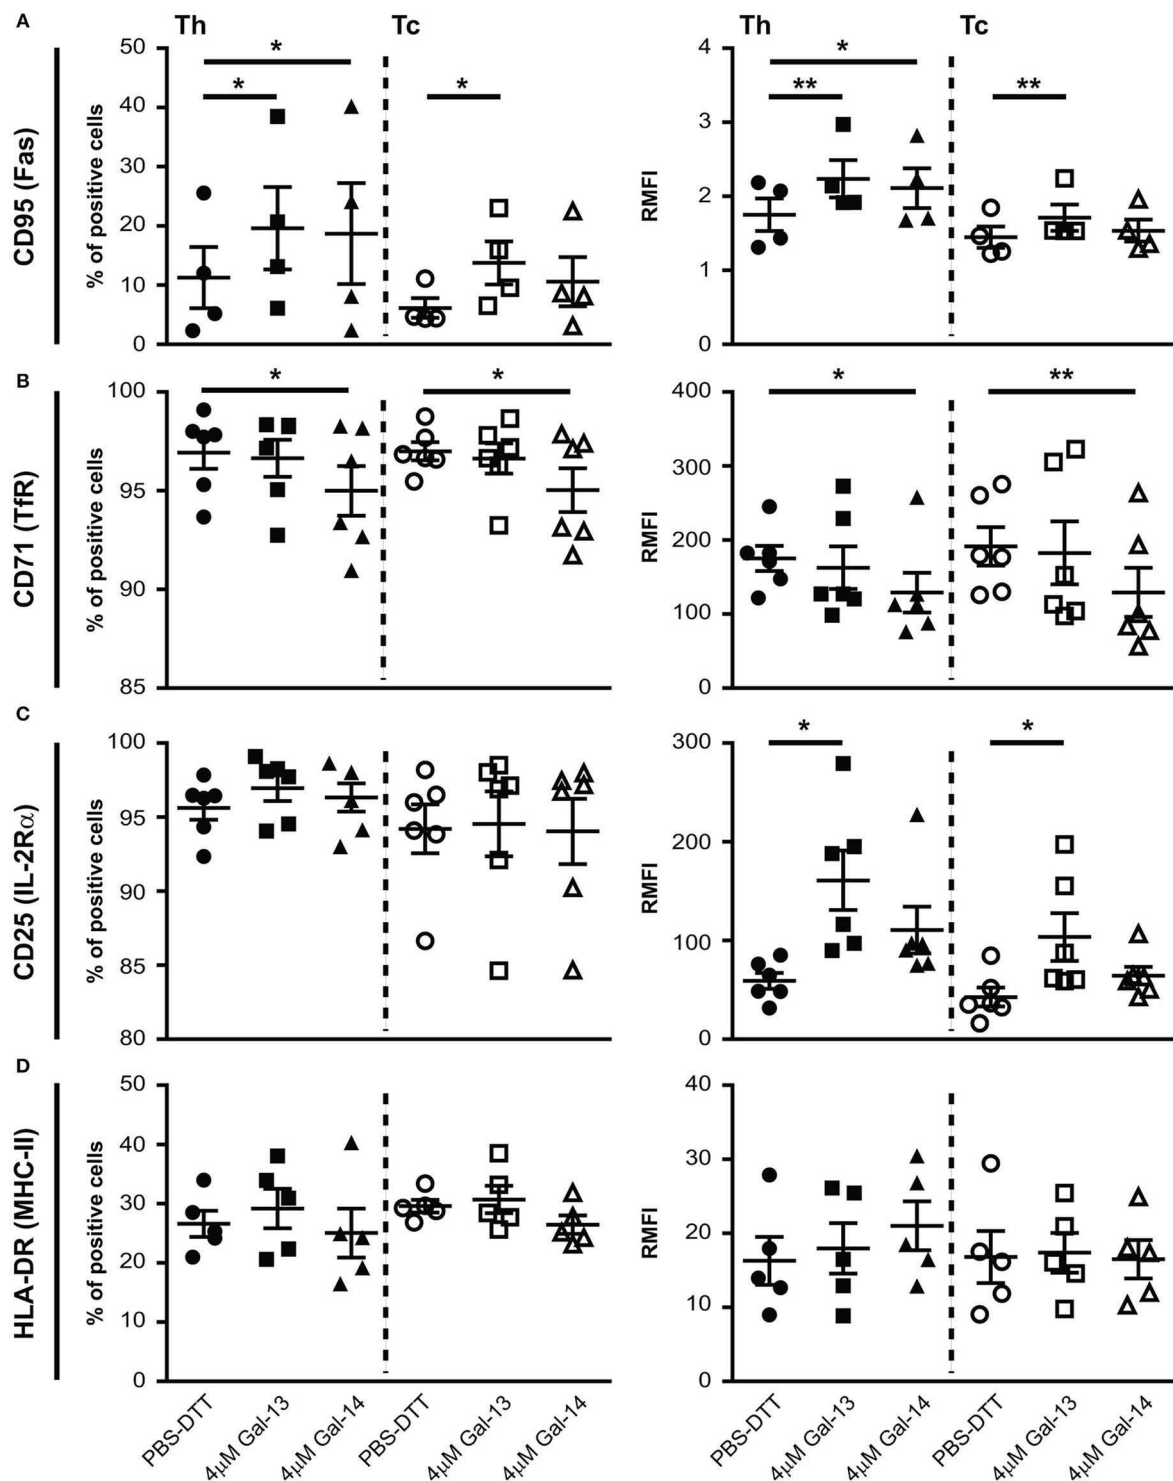 A
Th
Tc
Th
Tc
CD95 (Fas)
% of positive cells
50
40
30
20
10
0
*
*
*
RMFI
4
3
2
1
0
*
**
**
B
CD71 (TfR)
% of positive cells
100
95
90
85
*
*
RMFI
400
300
200
100
0
*
**
C
CD25 (IL-2Rα)
% of positive cells
100
95
90
85
80
RMFI
300
200
100
0
*
*
D
HLA-DR (MHC-II)
% of positive cells
50
40
30
20
10
0
RMFI
40
30
20
10
0
PBS-DTT
4μM Gal-13
4μM Gal-14
PBS-DTT
4μM Gal-13
4μM Gal-14
PBS-DTT
4μM Gal-13
4μM Gal-14
PBS-DTT
4μM Gal-13
4μM Gal-14